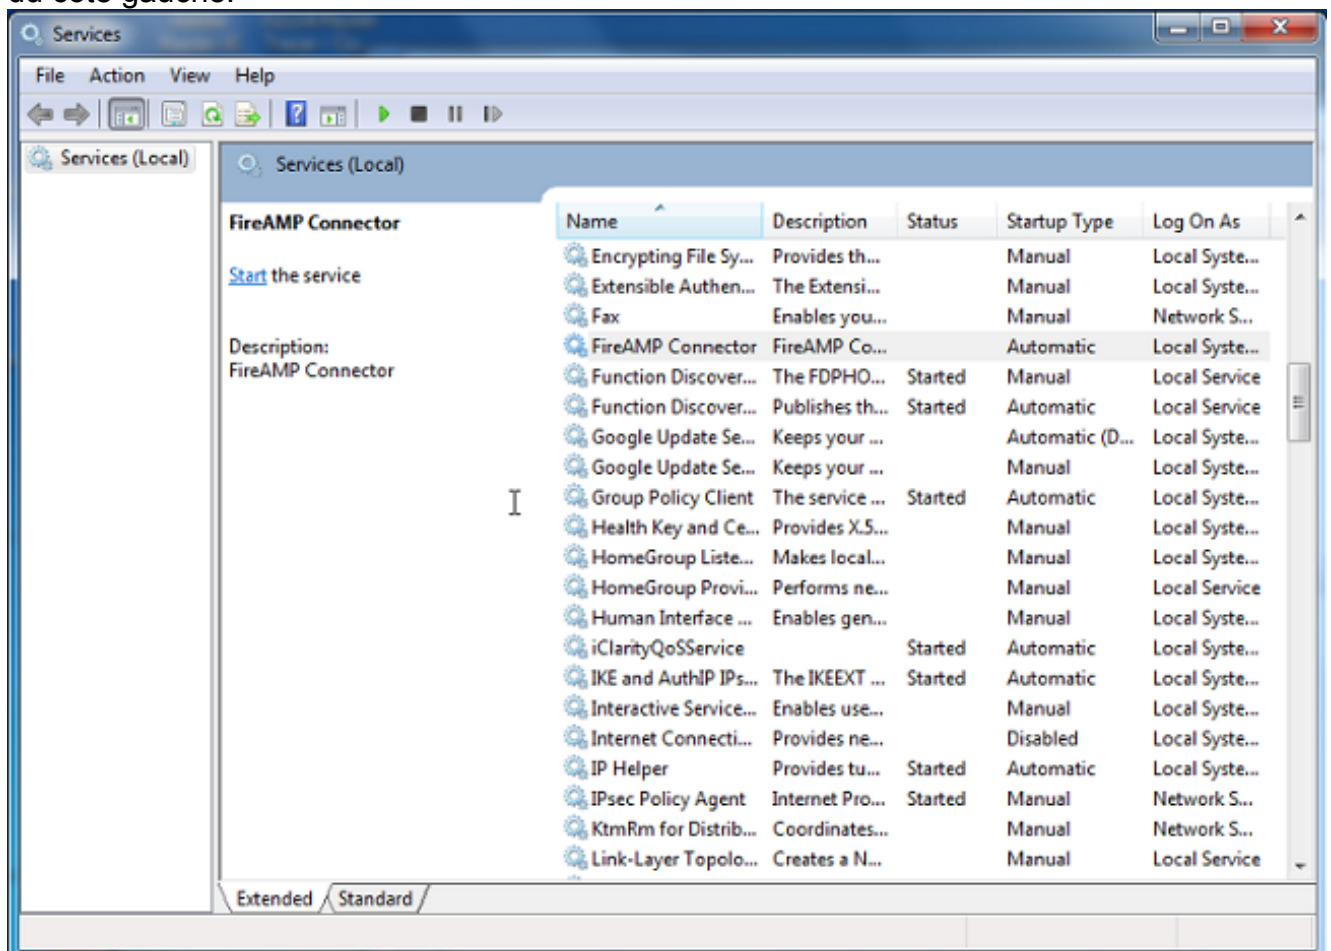 du côté gauche.
Services
File Action View Help
Services (Local)
Services (Local)
FireAMP Connector
Start the service
Description:
FireAMP Connector
Name Description Status Startup Type Log On As
Encrypting File Sy... Provides th... Manual Local Syste...
Extensible Authen... The Extensi... Manual Local Syste...
Fax Enables you... Manual Network S...
FireAMP Connector FireAMP Co... Automatic Local Syste...
Function Discover... The FDPHO... Started Manual Local Service
Function Discover... Publishes th... Started Automatic Local Service
Google Update Se... Keeps your ... Automatic (D... Local Syste...
Google Update Se... Keeps your ... Manual Local Syste...
Group Policy Client The service ... Started Automatic Local Syste...
Health Key and Ce... Provides X.5... Manual Local Syste...
HomeGroup Liste... Makes local... Manual Local Syste...
HomeGroup Provi... Performs ne... Manual Local Service
Human Interface ... Enables gen... Manual Local Syste...
iClarityQoSService Started Automatic Local Syste...
IKE and AuthIP IPs... The IKEEXT ... Started Automatic Local Syste...
Interactive Service... Enables use... Manual Local Syste...
Internet Connecti... Provides ne... Disabled Local Syste...
IP Helper Provides tu... Started Automatic Local Syste...
IPsec Policy Agent Internet Pro... Started Manual Network S...
KtmRm for Distrib... Coordinates... Manual Network S...
Link-Layer Topolo... Creates a N... Manual Local Service
Extended Standard